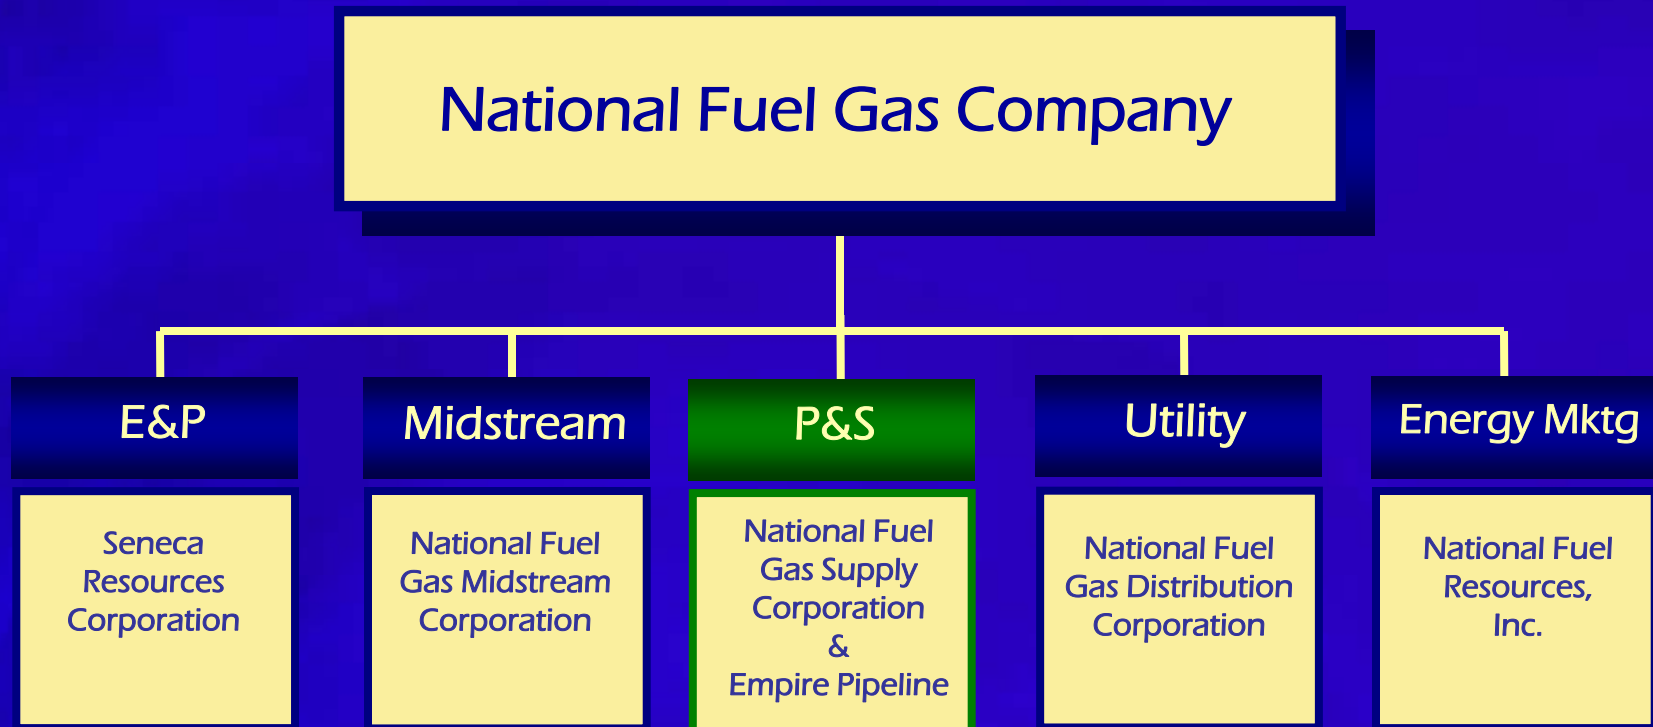 National Fuel Gas Company
E&P
Midstream
P&S
Utility
Energy Mktg
Seneca
Resources
Corporation
National Fuel
Gas Midstream
Corporation
National Fuel
Gas Supply
Corporation
&
Empire Pipeline
National Fuel
Gas Distribution
Corporation
National Fuel
Resources,
Inc.